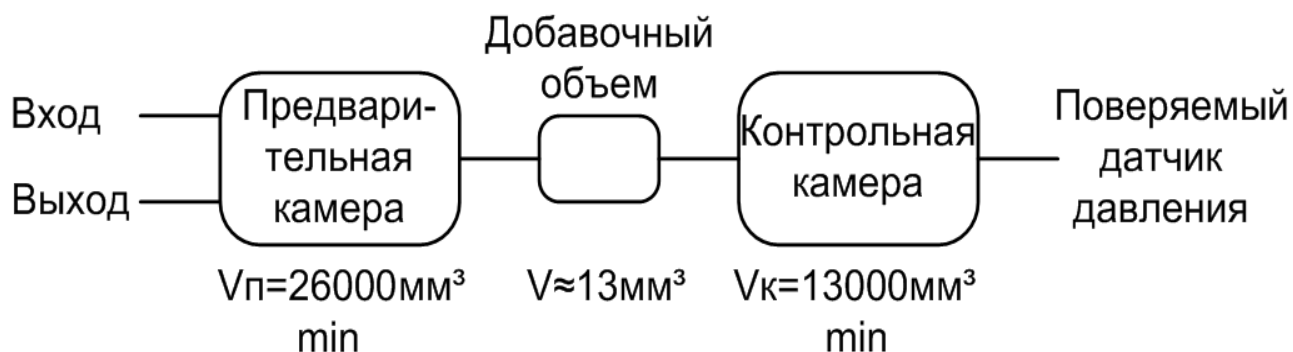 Вход
Выход
Предвари-
тельная
камера
Vп=26000мм³
min
Добавочный
объем
V≈13мм³
Контрольная
камера
Vк=13000мм³
min
Поверяемый
датчик
давления